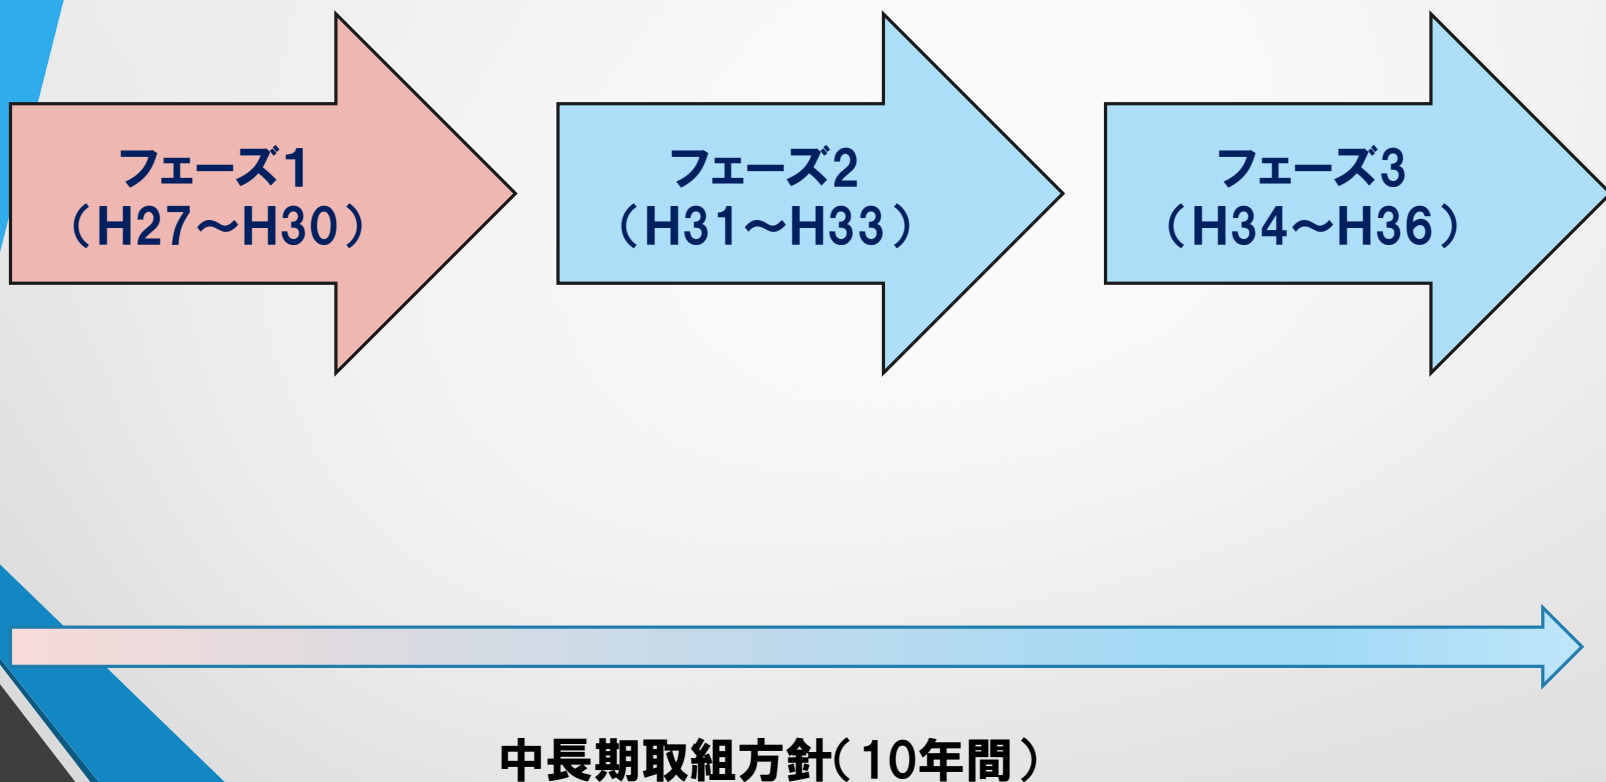 フェーズ1
（H27～H30）
フェーズ2
（H31～H33）
フェーズ3
（H34～H36）
中長期取組方針（10年間）